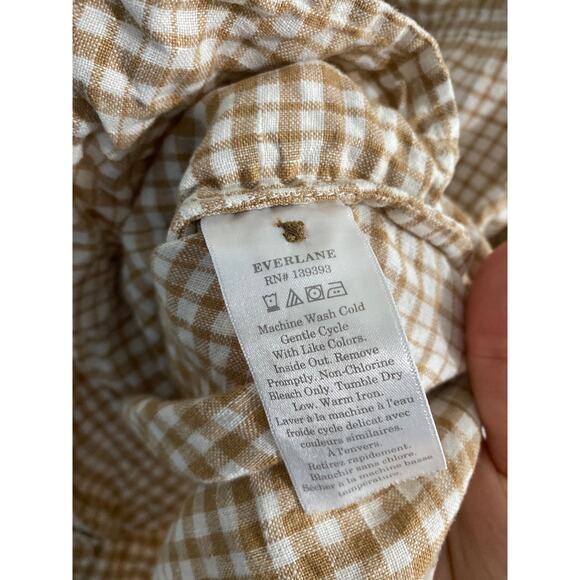 EVERLANE
RN# 139393
Machine Wash Cold
Gentle Cycle
With Like Colors.
Inside Out. Remove
Promptly. Non-Chlorine
Bleach Only. Tumble Dry
Low. Warm Iron.
Laver à la machine à l'eau
froide cycle delicat avec
couleurs similaires.
À l'envers.
Retirez rapidement.
Blanchir sans chlore.
Sécher à la machine basse
température.